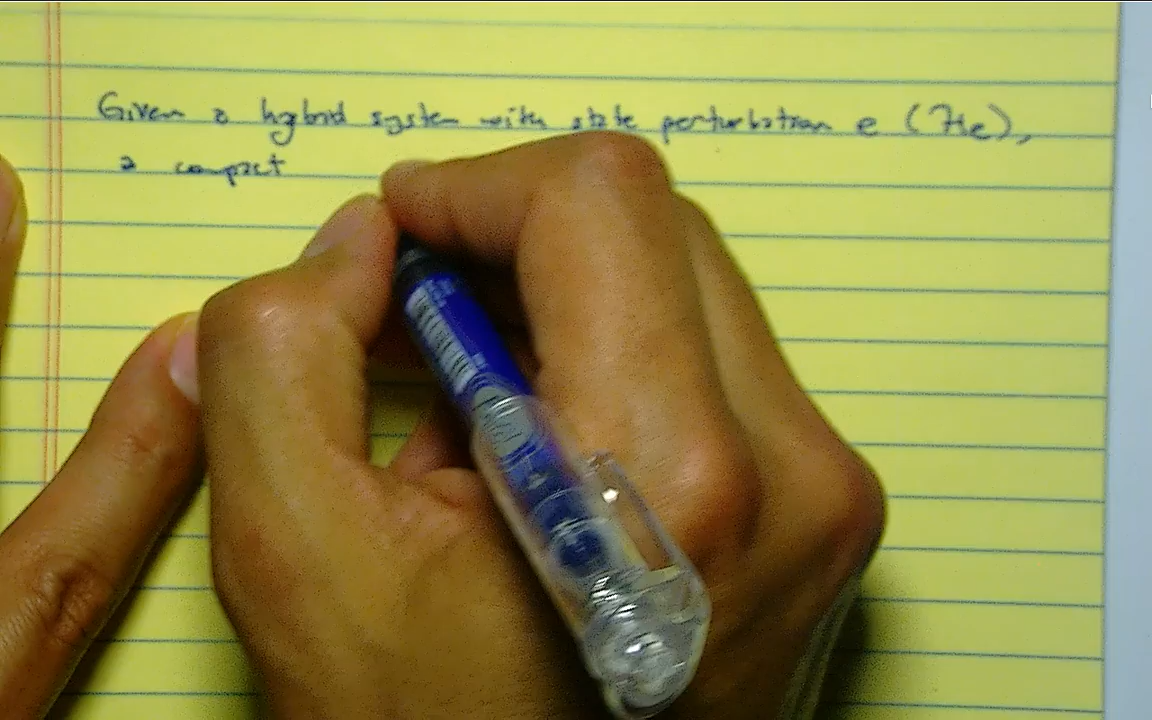 Given a hybrid system with state perturbation e (ℋe),
a compact